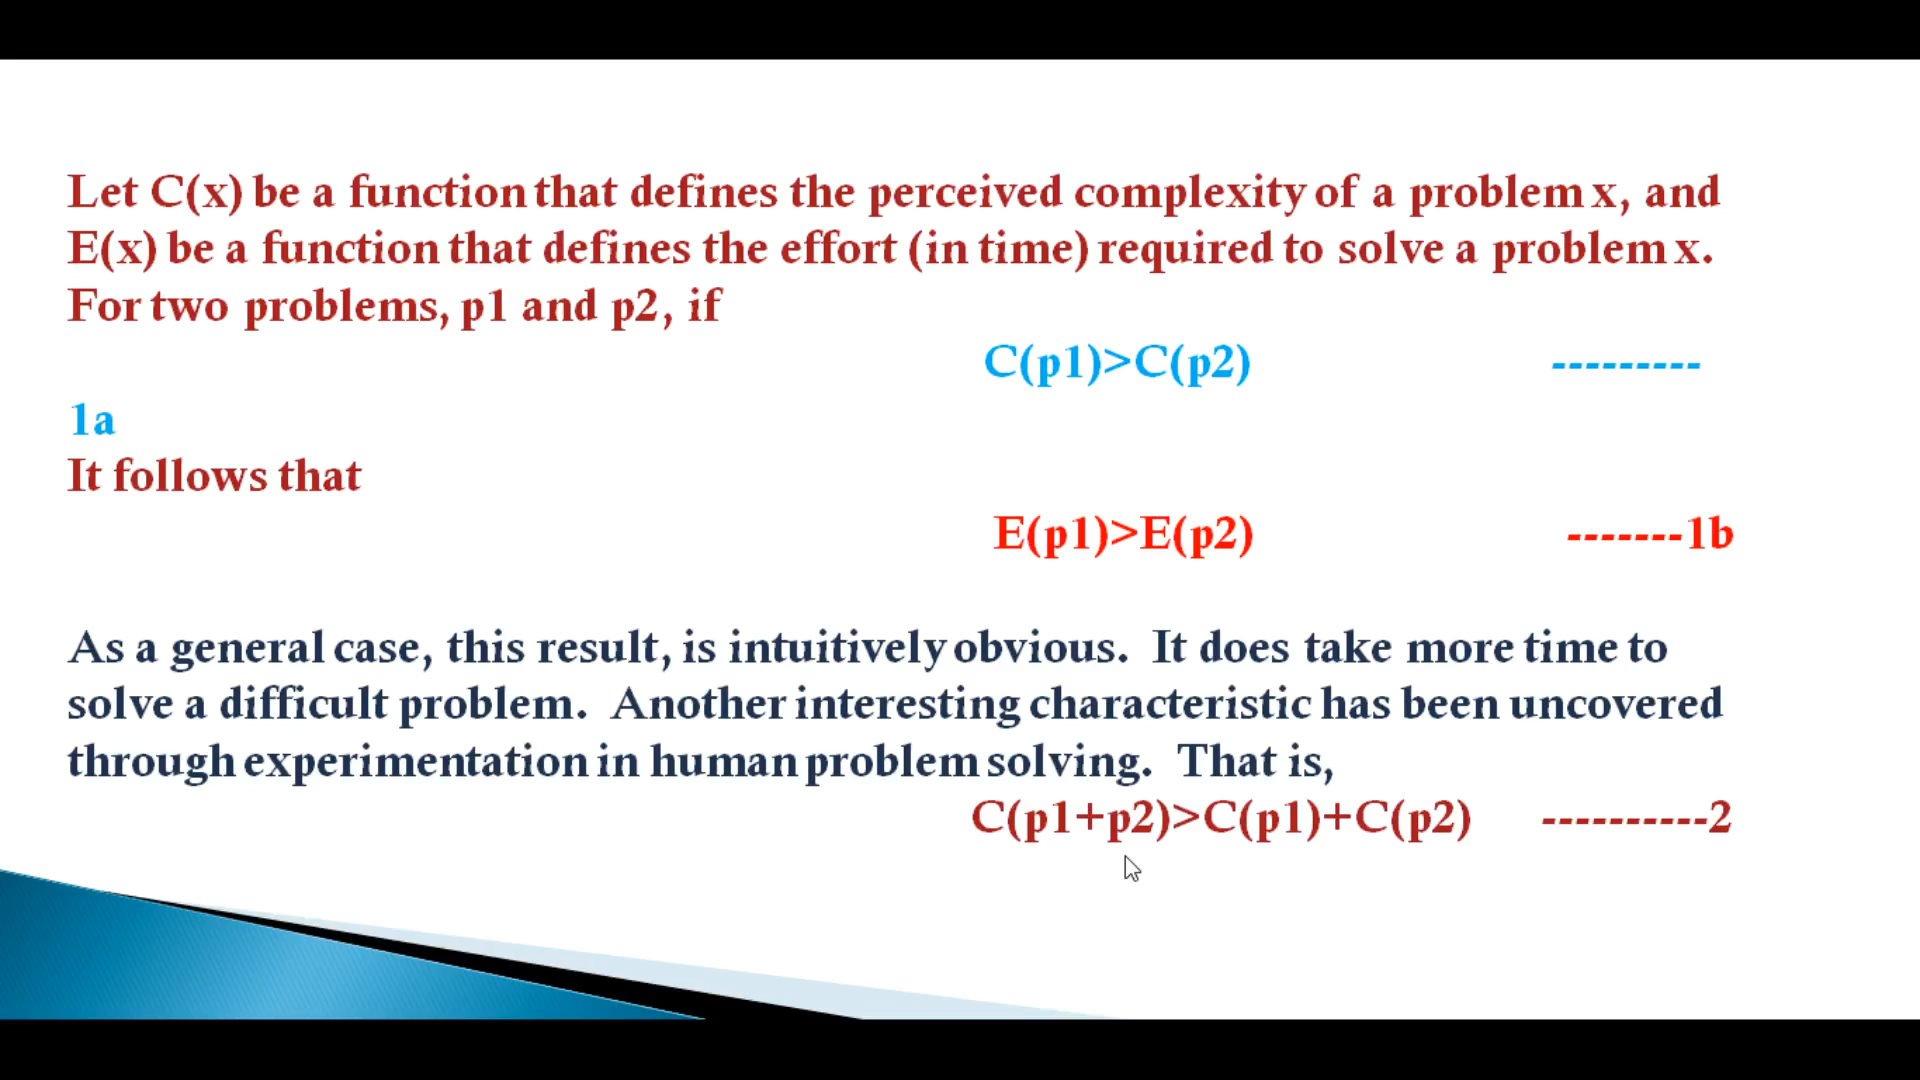 Let C(x) be a function that defines the perceived complexity of a problem x, and
E(x) be a function that defines the effort (in time) required to solve a problem x.
For two problems, p1 and p2, if
C(p1)>C(p2) ---------
1a
It follows that
E(p1)>E(p2) -------1b
As a general case, this result, is intuitively obvious. It does take more time to
solve a difficult problem. Another interesting characteristic has been uncovered
through experimentation in human problem solving. That is,
C(p1+p2)>C(p1)+C(p2) ----------2